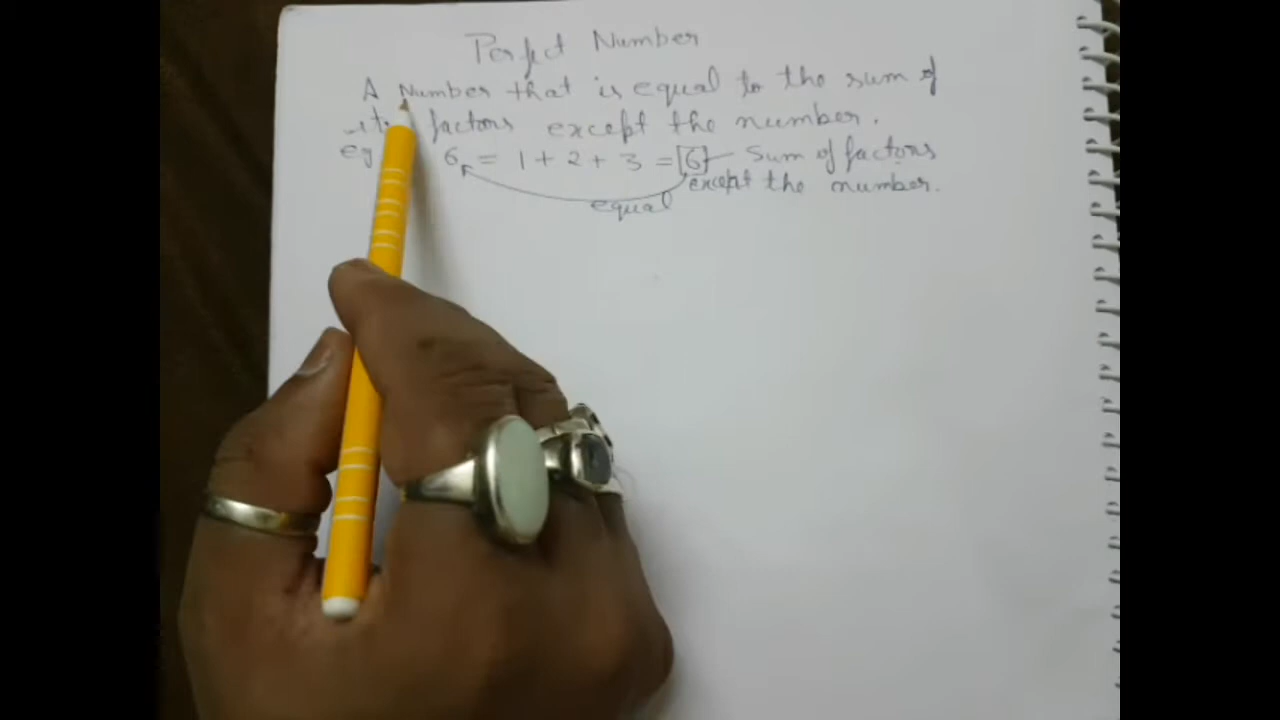 Perfect Number
A Number that is equal to the sum of
its factors except the number.
eg 6 = 1 + 2 + 3 = 6 - Sum of factors
except the number.
equal